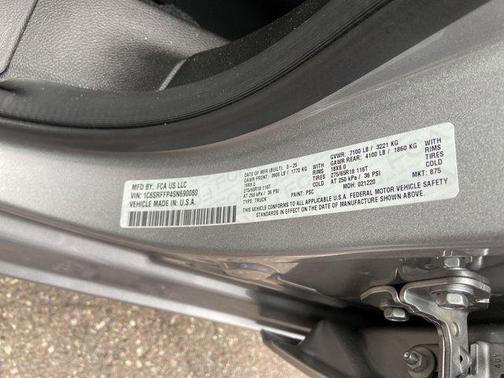 MFD BY: FCA US LLC
VIN: 1C6SRFFP4SN690080
VEHICLE MADE IN: U.S.A.
DATE OF MFR (BUILT): 3-25
GAWR FRONT: 3900 LB / 1770 KG WITH
18X8.0 RIMS
275/65R18 116T TIRES
AT 250 kPa / 36 PSI
TYPE: TRUCK
PAINT: PSC
GVWR: 7100 LB / 3221 KG
GAWR REAR: 4100 LB / 1860 KG WITH
18X8.0 RIMS
275/65R18 116T TIRES
AT 250 kPa / 36 PSI
MDH: 021220
MKT: 875
THIS VEHICLE CONFORMS TO ALL APPLICABLE U.S.A. FEDERAL MOTOR VEHICLE SAFETY
STANDARDS IN EFFECT ON THE DATE OF MANUFACTURE SHOWN ABOVE.